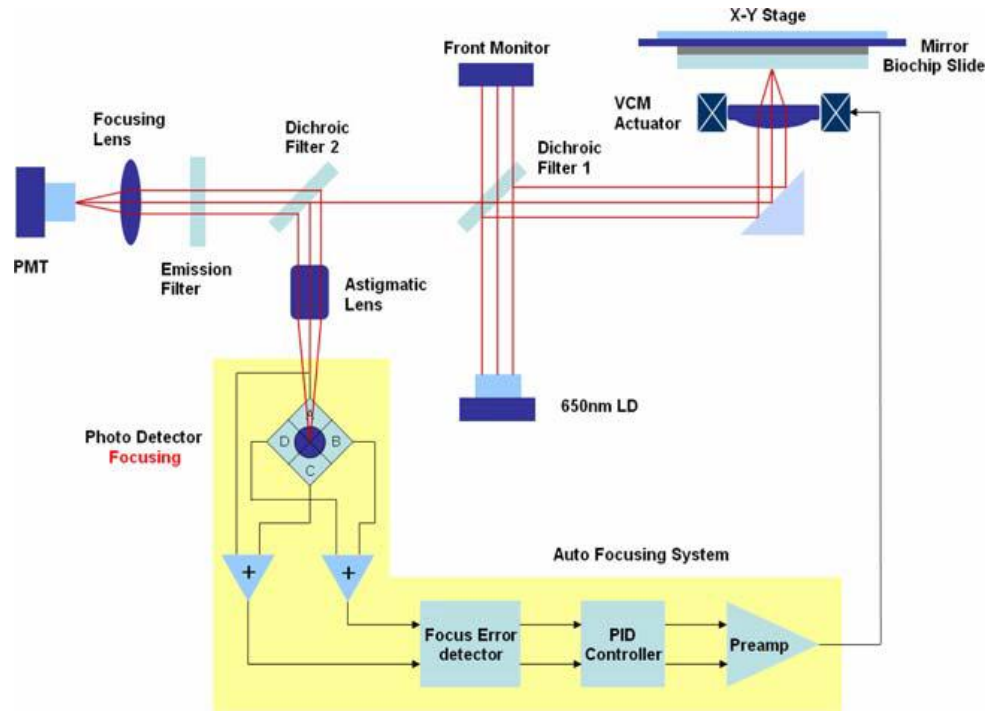 X-Y Stage
Front Monitor
Mirror
Biochip Slide
VCM
Actuator
Focusing
Lens
Dichroic
Filter 2
Dichroic
Filter 1
PMT
Emission
Filter
Astigmatic
Lens
650nm LD
Photo Detector
Focusing
A
D
B
C
Auto Focusing System
+
+
Focus Error
detector
PID
Controller
Preamp